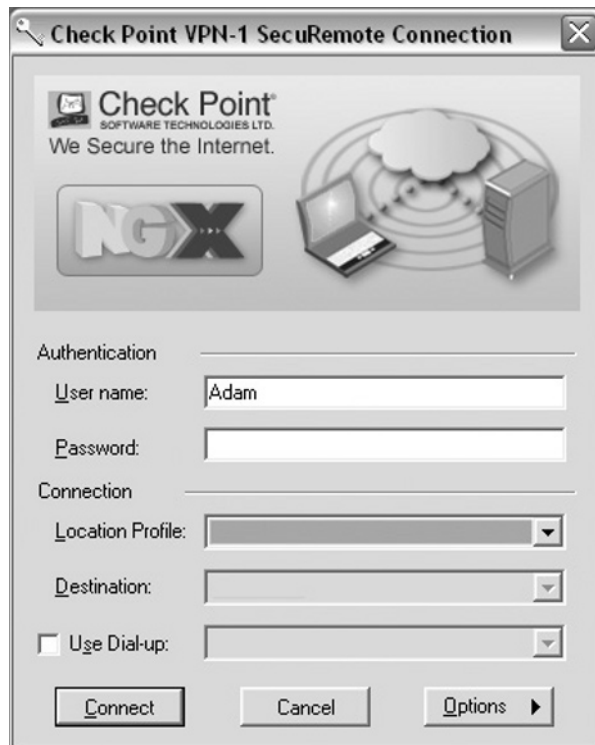 Check Point VPN-1 SecuRemote Connection
Check Point
SOFTWARE TECHNOLOGIES LTD.
We Secure the Internet.
NGX
Authentication
User name: Adam
Password:
Connection
Location Profile:
Destination:
Use Dial-up:
Connect Cancel Options